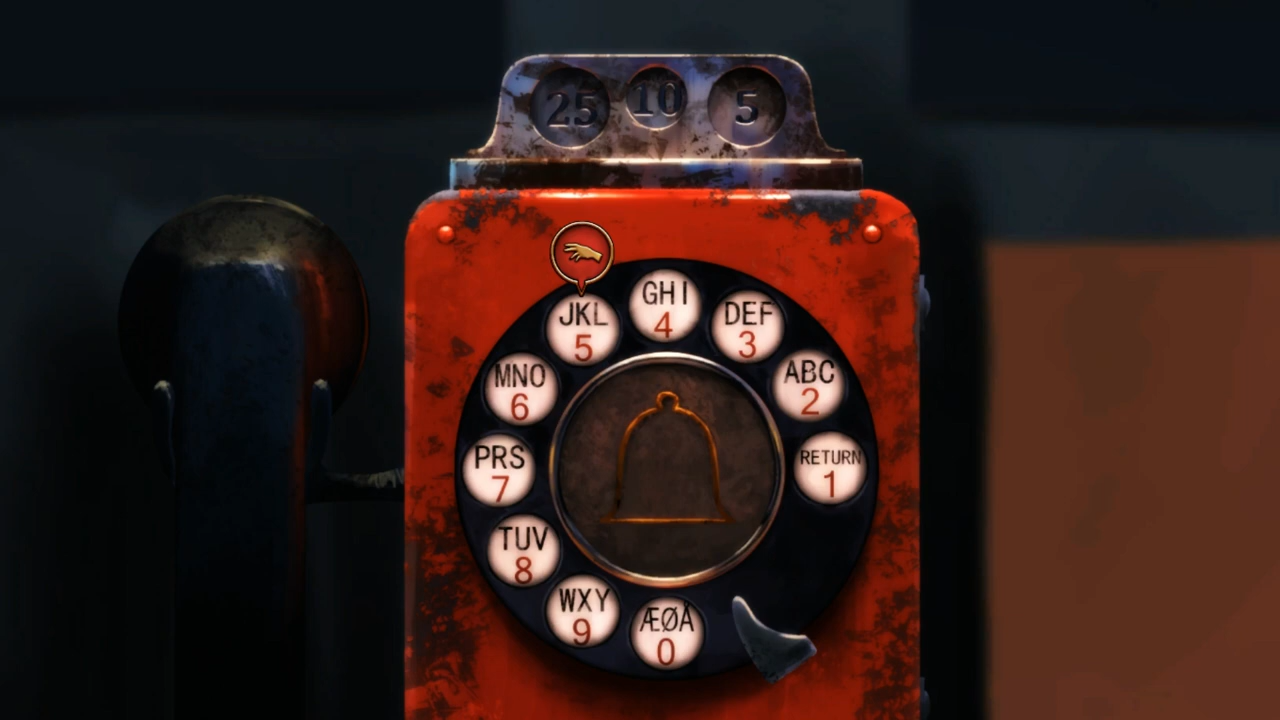 25 10 5
JKL
5
GHI
4
DEF
3
MNO
6
ABC
2
PRS
7
RETURN
1
TUV
8
WXY
9
ÆØÅ
0